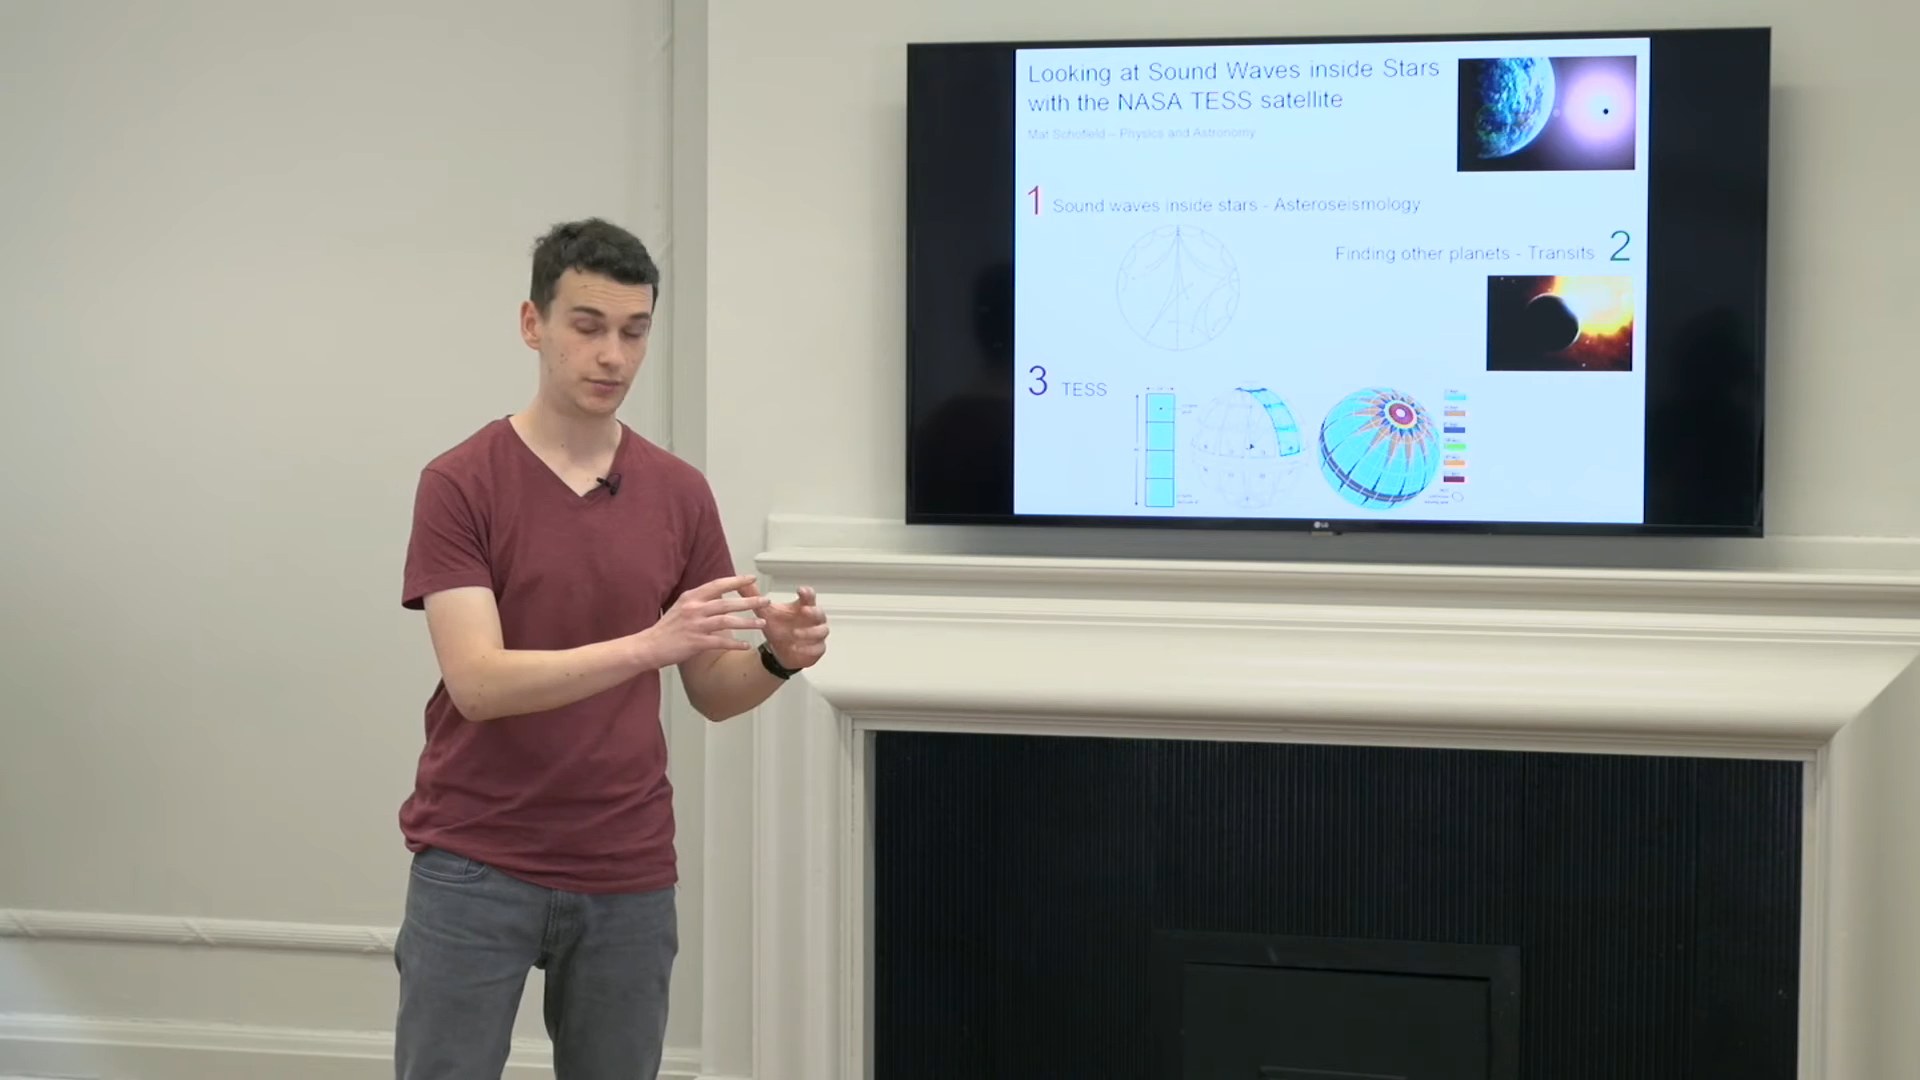 Looking at Sound Waves inside Stars
with the NASA TESS satellite
Mat Schofield – Physics and Astronomy
1 Sound waves inside stars - Asteroseismology
Finding other planets - Transits 2
3 TESS
LG